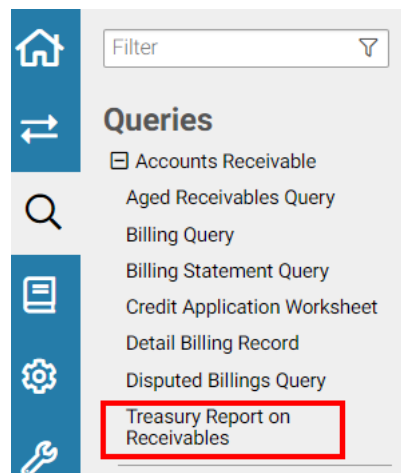 Filter
Queries
Accounts Receivable
Aged Receivables Query
Billing Query
Billing Statement Query
Credit Application Worksheet
Detail Billing Record
Disputed Billings Query
Treasury Report on
Receivables